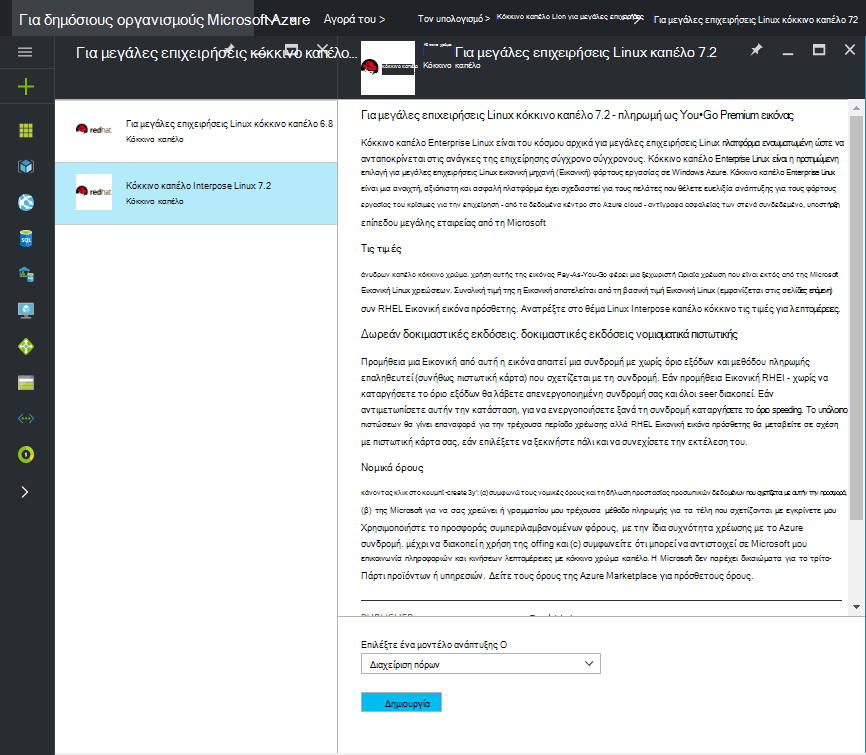 Για δημόσιους οργανισμούς Microsoft Azure
Αγορά του >
Τον υπολογισμό >
Κόκκινο καπέλο Lion για μεγάλες επιχειρήσεις
Για μεγάλες επιχειρήσεις Linux κόκκινο καπέλο 72
Για μεγάλες επιχειρήσεις κόκκινο καπέλο...
Για μεγάλες επιχειρήσεις Linux καπέλο 7.2
Κόκκινο καπέλο
redhat
Για μεγάλες επιχειρήσεις Linux κόκκινο καπέλο 6.8
Κόκκινο καπέλο
redhat
Κόκκινο καπέλο Interpose Linux 7.2
Κόκκινο καπέλο
Για μεγάλες επιχειρήσεις Linux κόκκινο καπέλο 7.2 - πληρωμή ως You•Go Premium εικόνας
Κόκκινο καπέλο Enterprise Linux είναι του κόσμου αρχικά για μεγάλες επιχειρήσεις Linux πλατφόρμα ενσωματωμένη ώστε να
ανταποκρίνεται στις ανάγκες της επιχείρησης σύγχρονο σύγχρονους. Κόκκινο καπέλο Enterprise Linux είναι η προτιμώμενη
επιλογή για μεγάλες επιχειρήσεις Linux εικονική μηχανή (Εικονική) φόρτους εργασίας σε Windows Azure. Κόκκινο καπέλο Enterprise Linux
είναι μια ανοιχτή, αξιόπιστη και ασφαλή πλατφόρμα έχει σχεδιαστεί για τους πελάτες που θέλετε ευελιξία ανάπτυξης για τους φόρτους
εργασίας του κρίσιμες για την επιχείρηση - από τα δεδομένα κέντρο στο Azure cloud - αντίγραφα ασφαλείας των στενά συνδεδεμένο, υποστήριξη
επίπεδου μεγάλης εταιρείας από τη Microsoft
Τις τιμές
άνυδρων καπέλο κόκκινο χρώμα. χρήση αυτής της εικόνας Pay-As-You-Go φέρει μια ξεχωριστή Ωριαία χρέωση που είναι εκτός από της Microsoft
Εικονική Linux χρεώσεων. Συνολική τιμή της η Εικονική αποτελείται από τη βασική τιμή Εικονική Linux (εμφανίζεται στις σελίδες επόμενη)
συν RHEL Εικονική εικόνα πρόσθετης. Ανατρέξτε στο θέμα Linux Interpose καπέλο κόκκινο τις τιμές για λεπτομέρειες.
Δωρεάν δοκιμαστικές εκδόσεις. δοκιμαστικές εκδόσεις νομισματικά πιστωτικής
Προμήθεια μια Εικονική από αυτή η εικόνα απαιτεί μια συνδρομή με χωρίς όριο εξόδων και μεθόδου πληρωμής
επαληθευτεί (συνήθως πιστωτική κάρτα) που σχετίζεται με τη συνδρομή. Εάν προμήθεια Εικονική RHEI - χωρίς να
καταργήσετε το όριο εξόδων θα λάβετε απενεργοποιημένη συνδρομή σας και όλοι seer διακοπεί. Εάν
αντιμετωπίσετε αυτήν την κατάσταση, για να ενεργοποιήσετε ξανά τη συνδρομή καταργήσετε το όριο speeding. Το υπόλοιπο
πιστώσεων θα γίνει επαναφορά για την τρέχουσα περίοδο χρέωσης αλλά RHEL Εικονική εικόνα πρόσθετης θα μεταβείτε σε σχέση
με πιστωτική κάρτα σας, εάν επιλέξετε να ξεκινήστε πάλι και να συνεχίσετε την εκτέλεση του.
Νομικά όρους
κάνοντας κλικ στο κουμπί -create 3y': (α) συμφωνώ τους νομικές όρους και τη δήλωση προστασίας προσωπικών δεδομένων που σχετίζεται με αυτήν την προσφορά,
(β) της Microsoft για να σας χρεώνει ή γραμματίου μου τρέχουσα μέθοδο πληρωμής για τα τέλη που σχετίζονται με εγκρίνετε μου
Χρησιμοποιήστε το προσφοράς συμπεριλαμβανομένων φόρους, με την ίδια συχνότητα χρέωσης με το Azure
συνδρομή. μέχρι να διακοπεί η χρήση της offing και (c) συμφωνείτε ότι μπορεί να αντιστοιχεί σε Microsoft μου
επικοινωνία πληροφοριών και κινήσεων λεπτομέρειες με κόκκινο χρώμα καπέλο. Η Microsoft δεν παρέχει δικαιώματα για το τρίτο-
Πάρτι προϊόντων ή υπηρεσιών. Δείτε τους όρους της Azure Marketplace για πρόσθετους όρους.
Επιλέξτε ένα μοντέλο ανάπτυξης Ο
Διαχείριση πόρων
Δημιουργία